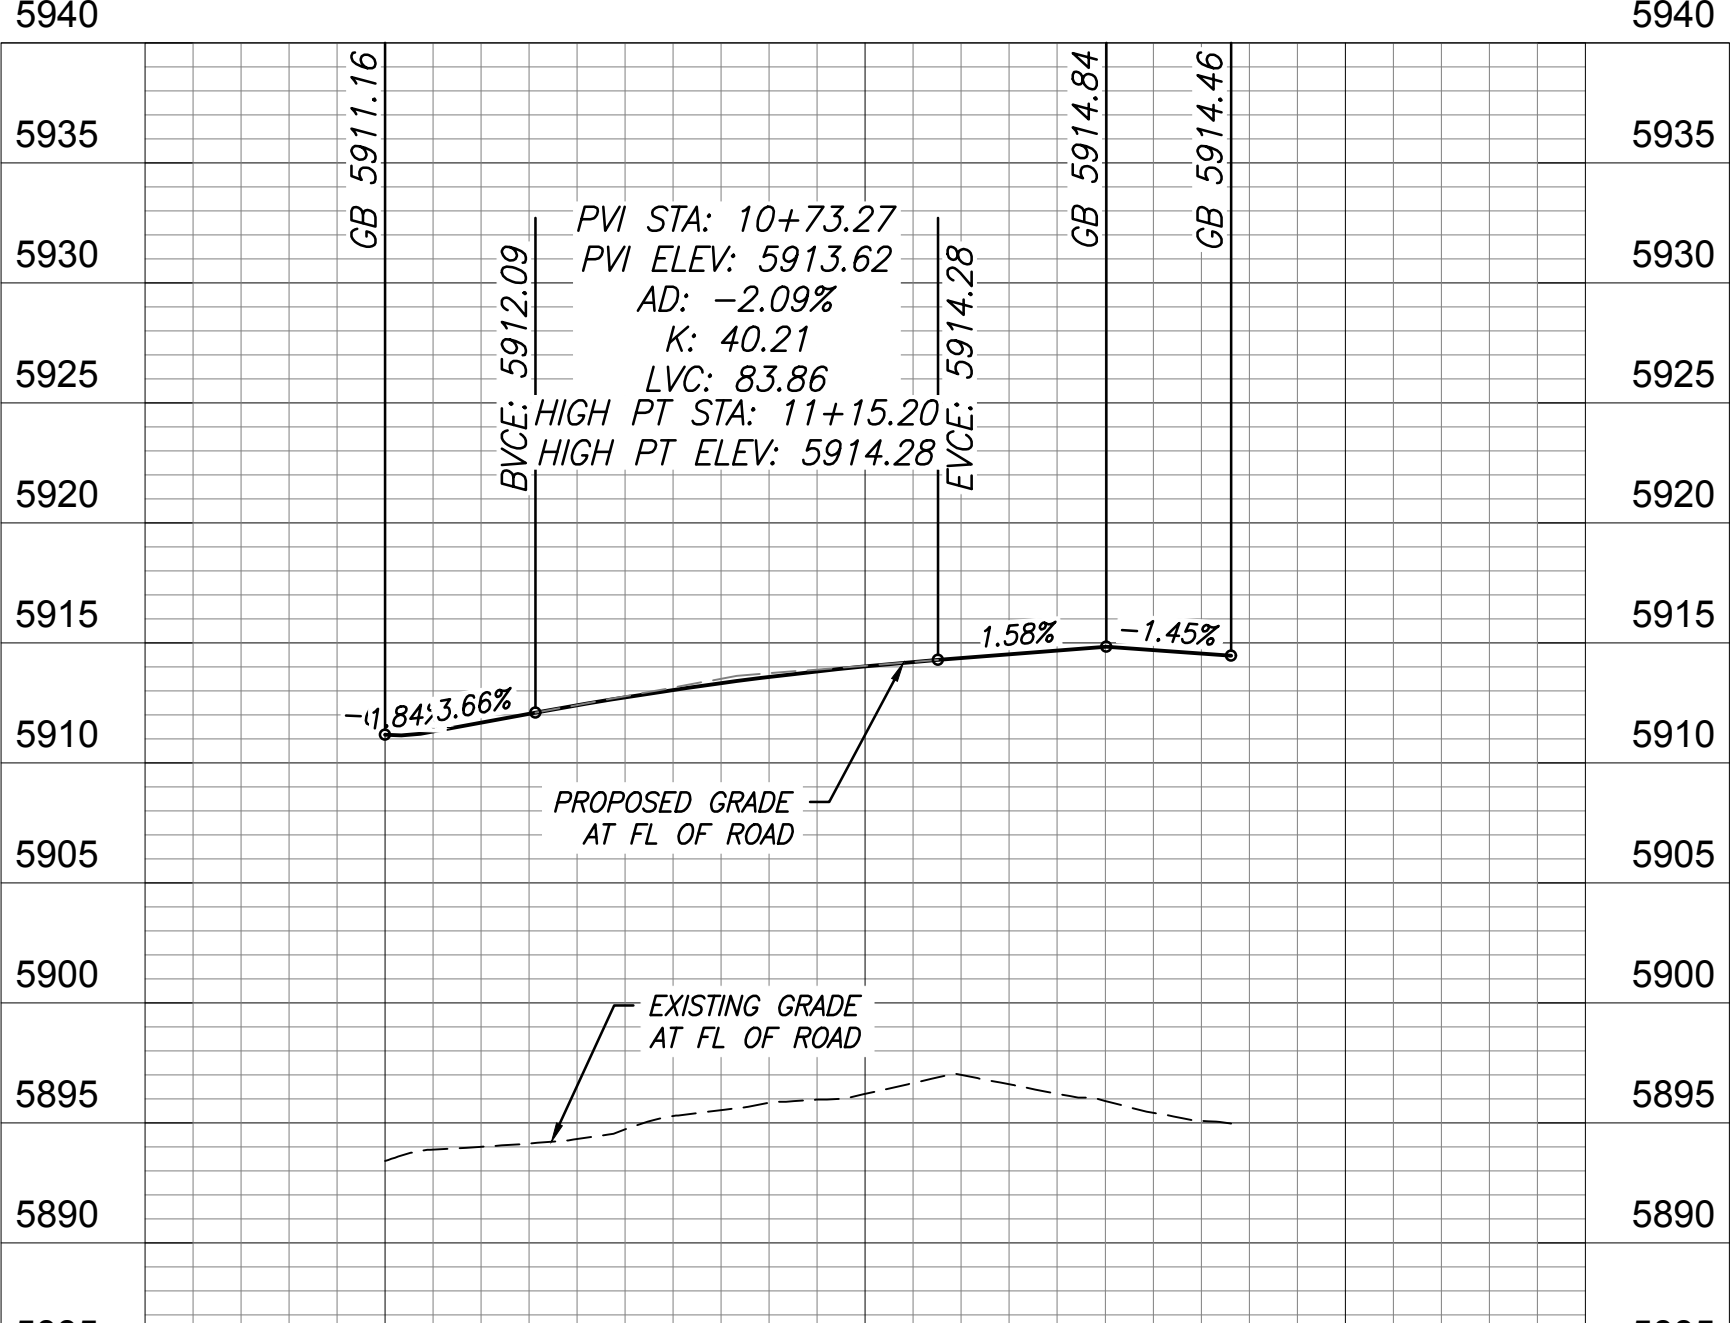 5940 5940
GB 5911.16
GB 5914.84
GB 5914.46
5935 5935
PVI STA: 10+73.27
5930 5930
PVI ELEV: 5913.62
AD: -2.09%
K: 40.21
5925 5925
LVC: 83.86
HIGH PT STA: 11+15.20
HIGH PT ELEV: 5914.28
BVCE: 5912.09
EVCE: 5914.28
5920 5920
5915 5915
1.58%
-1.45%
1.84
3.66%
5910 5910
PROPOSED GRADE
AT FL OF ROAD
5905 5905
5900 5900
EXISTING GRADE
AT FL OF ROAD
5895 5895
5890 5890